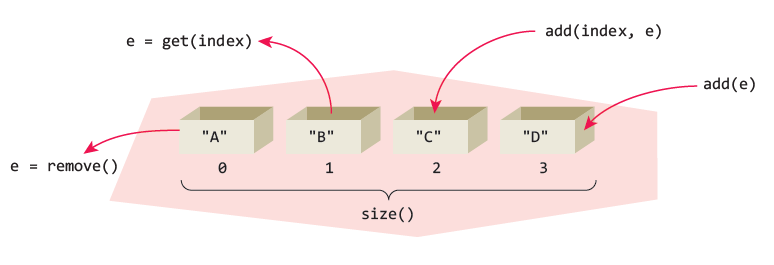 e = get(index)
add(index, e)
add(e)
"A" "B" "C" "D"
e = remove()
0 1 2 3
size()